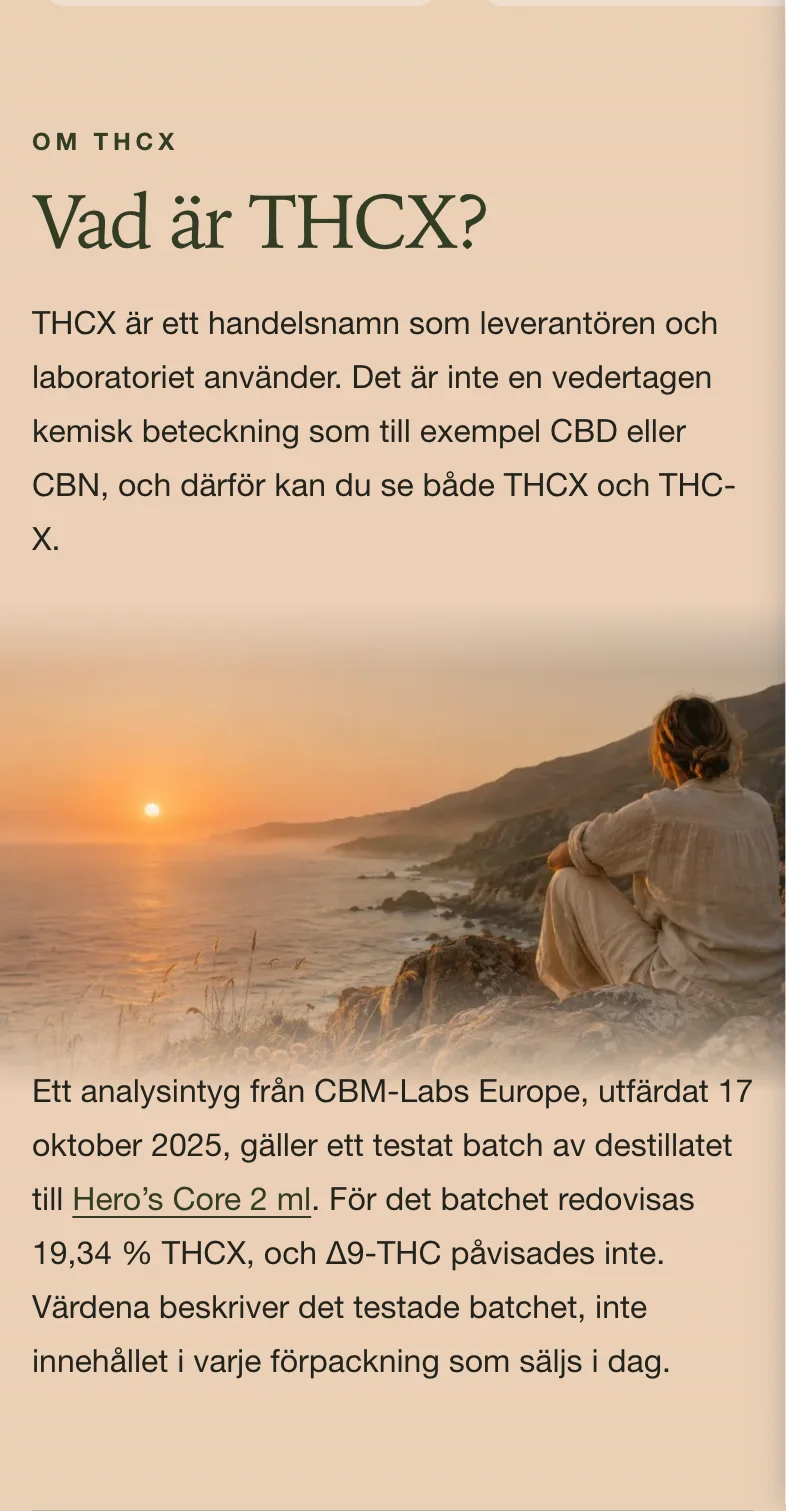 OM THCX
Vad är THCX?
THCX är ett handelsnamn som leverantören och
laboratoriet använder. Det är inte en vedertagen
kemisk beteckning som till exempel CBD eller
CBN, och därför kan du se både THCX och THC-
X.
Ett analysintyg från CBM-Labs Europe, utfärdat 17
oktober 2025, gäller ett testat batch av destillatet
till Hero’s Core 2 ml. För det batchet redovisas
19,34 % THCX, och Δ9-THC påvisades inte.
Värdena beskriver det testade batchet, inte
innehållet i varje förpackning som säljs i dag.